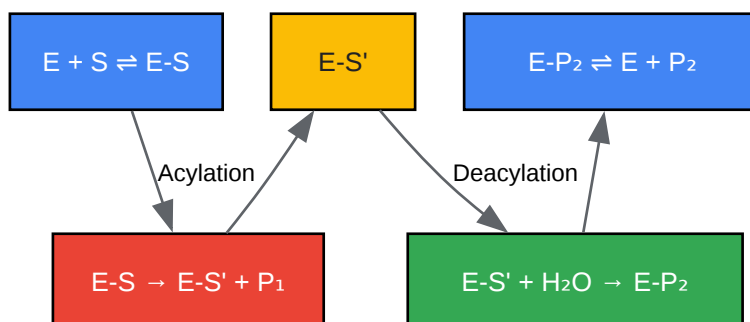 E + S ⇌ E-S
E-S'
E-P₂ ⇌ E + P₂
Acylation
Deacylation
E-S → E-S' + P₁
E-S' + H₂O → E-P₂